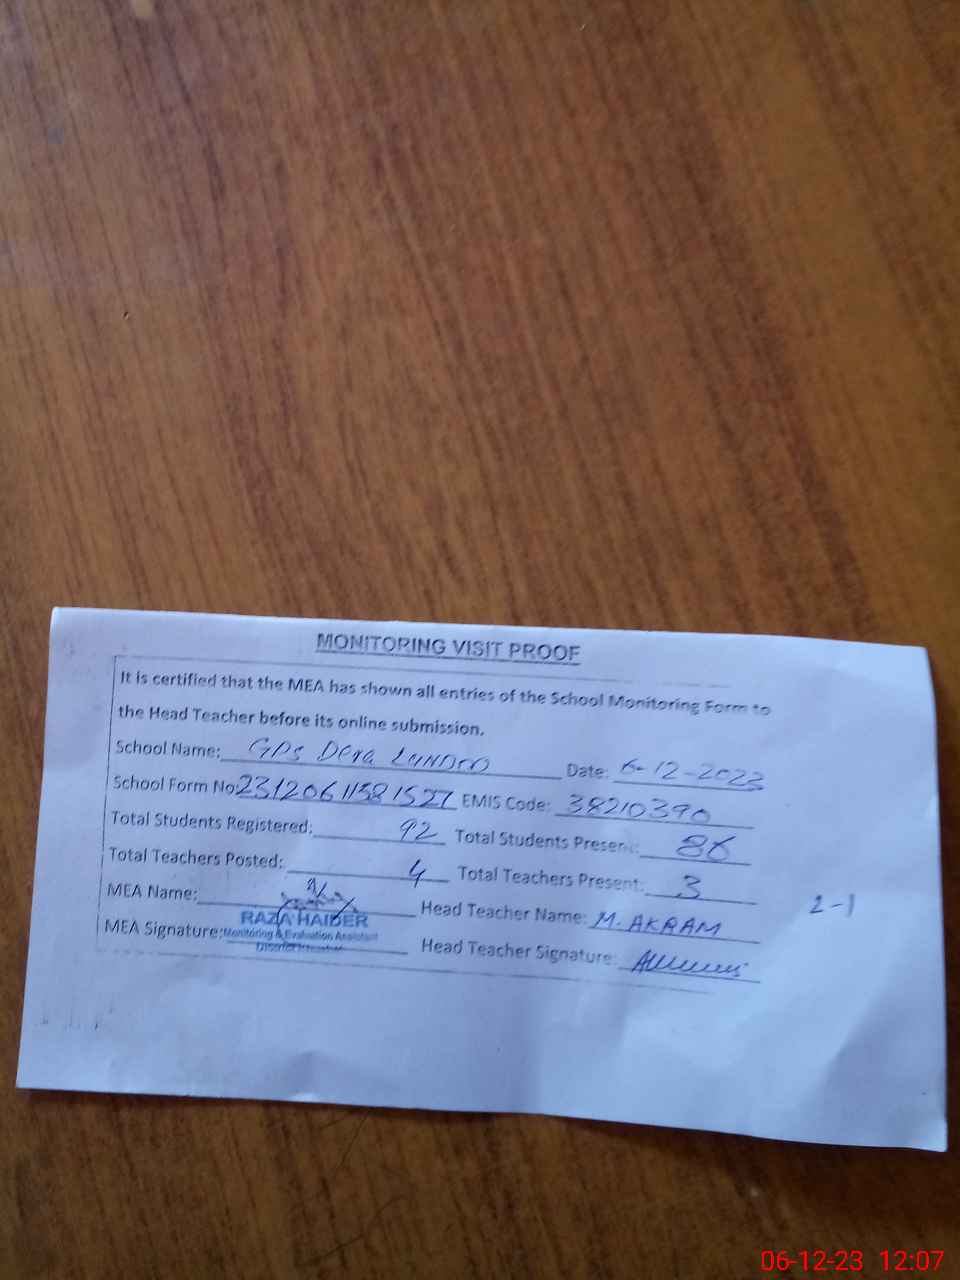 MONITORING VISIT PROOF
It is certified that the MEA has shown all entries of the School Monitoring Form to
the Head Teacher before its online submission.
School Name: GPS Dera Date: 6-12-2023
School Form No 23120611581527 EMIS Code: 38210390
Total Students Registered: 92 Total Students Present: 86
Total Teachers Posted: 4 Total Teachers Present: 3
2-1
MEA Name: Head Teacher Name: M. AKRAM
RAZA HAIDER
MEA Signature: Monitoring & Evaluation Assistant Head Teacher Signature:
District
06-12-23 12:07